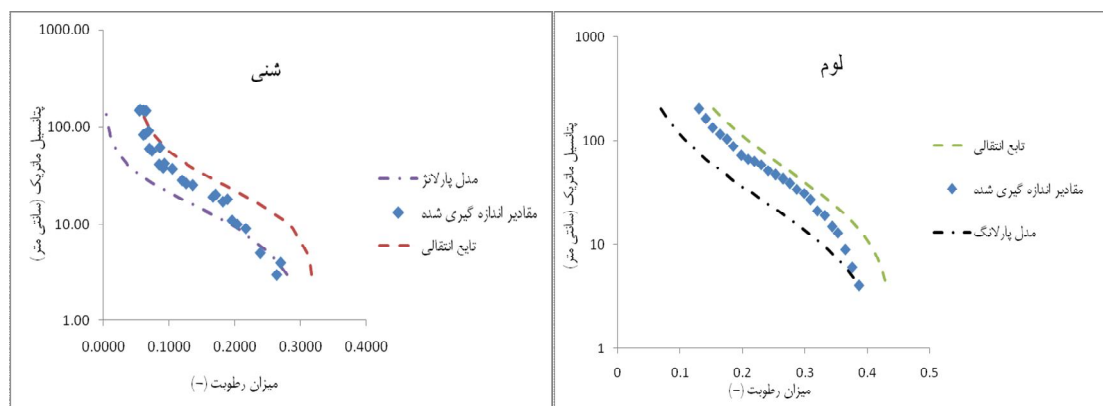 شنی
1000.00
100.00
10.00
1.00
0.0000 0.1000 0.2000 0.3000 0.4000
پتانسیل ماتریک (سانتی متر)
میزان رطوبت (-)
مدل پارلانژ
مقادیر اندازه گیری شده
تابع انتقالی
لوم
1000
100
10
1
0 0.1 0.2 0.3 0.4 0.5
پتانسیل ماتریک (سانتی متر)
میزان رطوبت (-)
تابع انتقالی
مقادیر اندازه گیری شده
مدل پارلانگ